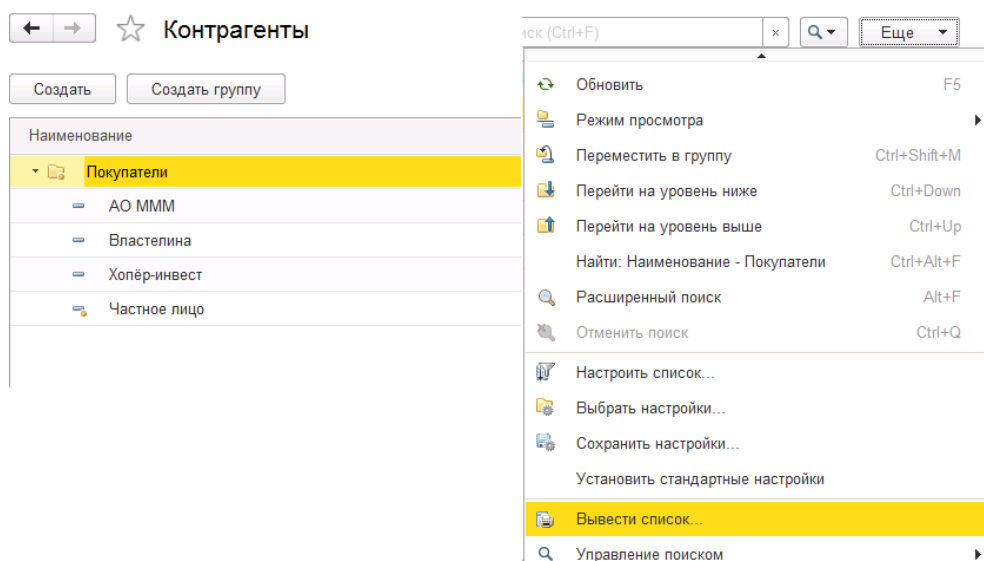 Контрагенты
Создать
Создать группу
Наименование
Покупатели
АО МММ
Властелина
Хопёр-инвест
Частное лицо
ск (Ctrl+F)
×
Еще
Обновить F5
Режим просмотра
Переместить в группу Ctrl+Shift+M
Перейти на уровень ниже Ctrl+Down
Перейти на уровень выше Ctrl+Up
Найти: Наименование - Покупатели Ctrl+Alt+F
Расширенный поиск Alt+F
Отменить поиск Ctrl+Q
Настроить список...
Выбрать настройки...
Сохранить настройки...
Установить стандартные настройки
Вывести список...
Управление поиском